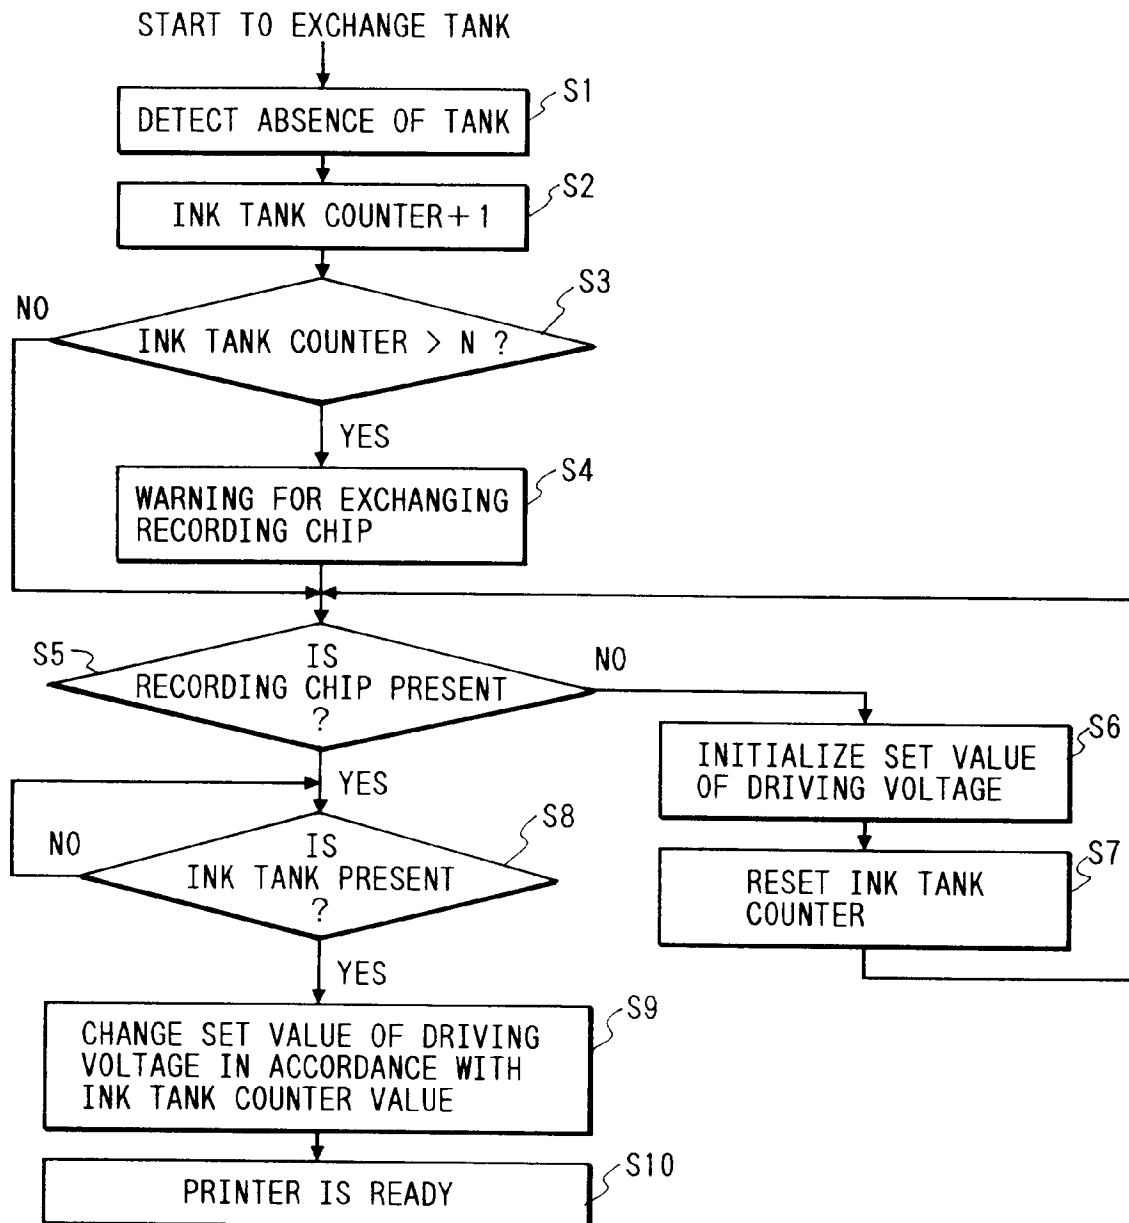 START TO EXCHANGE TANK
S1
DETECT ABSENCE OF TANK
S2
INK TANK COUNTER+1
S3
NO
INK TANK COUNTER > N ?
YES
S4
WARNING FOR EXCHANGING
RECORDING CHIP
S5
IS
RECORDING CHIP PRESENT
?
NO
S6
INITIALIZE SET VALUE
OF DRIVING VOLTAGE
YES
S7
RESET INK TANK
COUNTER
S8
NO
IS
INK TANK PRESENT
?
YES
S9
CHANGE SET VALUE OF DRIVING
VOLTAGE IN ACCORDANCE WITH
INK TANK COUNTER VALUE
S10
PRINTER IS READY